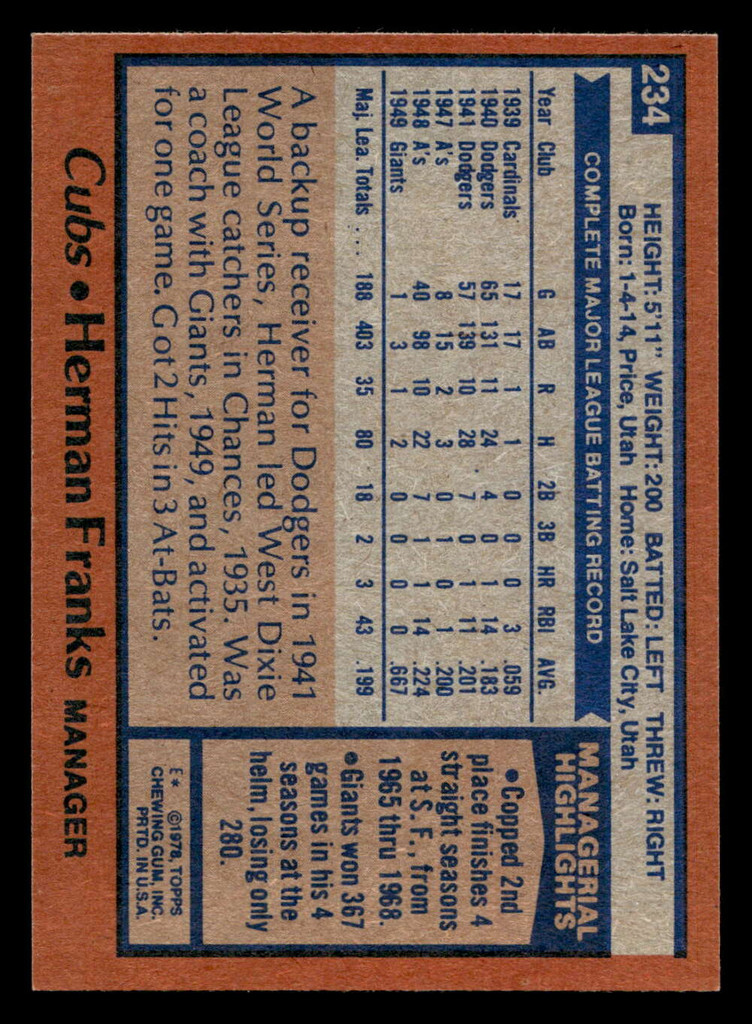 234
HEIGHT: 5'11" WEIGHT: 200 BATTED: LEFT THREW: RIGHT
Born: 1-4-14, Price, Utah Home: Salt Lake City, Utah
COMPLETE MAJOR LEAGUE BATTING RECORD
Year Club G AB R H 2B 3B HR RBI AVG.
1939 Cardinals 17 17 1 1 0 0 0 3 .059
1940 Dodgers 65 131 11 24 4 0 1 14 .183
1941 Dodgers 57 139 10 28 7 0 1 11 .201
1947 A's 8 15 2 3 0 1 0 1 .200
1948 A's 40 98 10 22 7 1 1 14 .224
1949 Giants 1 3 1 2 0 0 0 0 .667
Maj. Lea. Totals .... 188 403 35 80 18 2 3 43 .199
A backup receiver for Dodgers in 1941
World Series, Herman led West Dixie
League catchers in Chances, 1935. Was
a coach with Giants, 1949, and activated
for one game. Got 2 Hits in 3 At-Bats.
MANAGERIAL
HIGHLIGHTS
•Copped 2nd
place finishes 4
straight seasons
at S. F., from
1965 thru 1968.
•Giants won 367
games in his 4
seasons at the
helm, losing only
280.
E* ©1978, TOPPS
CHEWING GUM, INC.
PRTD. IN U.S.A.
Cubs • Herman Franks MANAGER